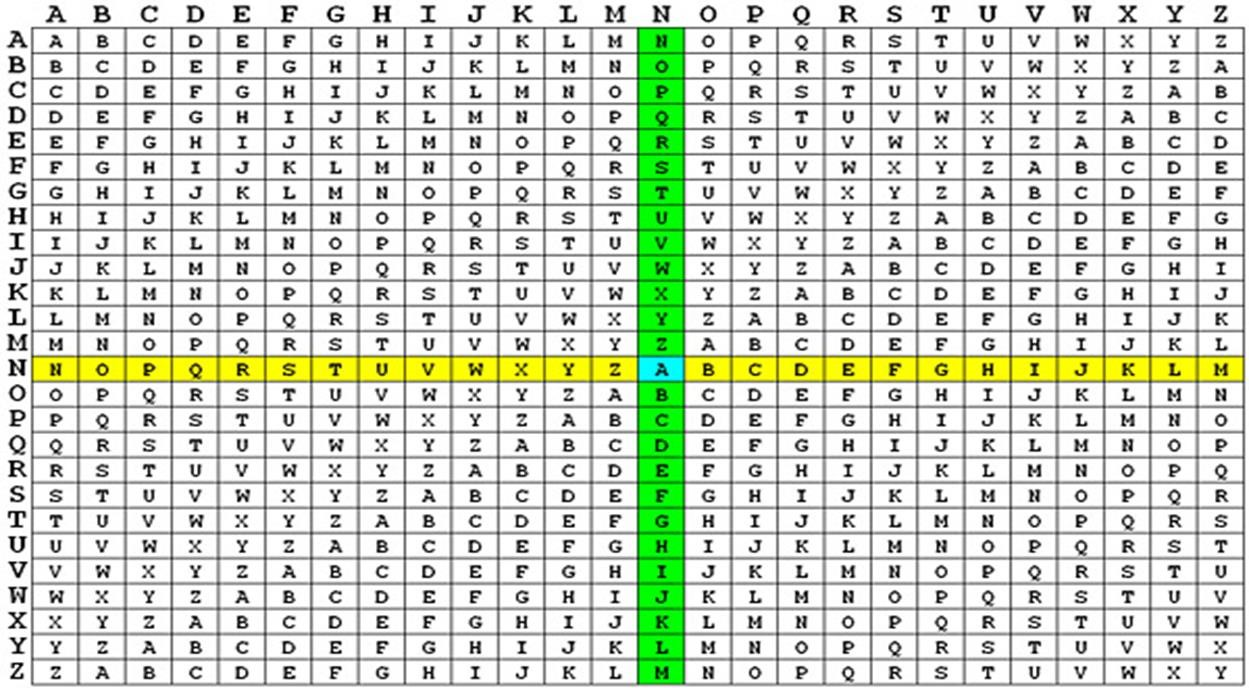 A B C D E F G H I J K L M N O P Q R S T U V W X Y Z
A A B C D E F G H I J K L M N O P Q R S T U V W X Y Z
B B C D E F G H I J K L M N O P Q R S T U V W X Y Z A
C C D E F G H I J K L M N O P Q R S T U V W X Y Z A B
D D E F G H I J K L M N O P Q R S T U V W X Y Z A B C
E E F G H I J K L M N O P Q R S T U V W X Y Z A B C D
F F G H I J K L M N O P Q R S T U V W X Y Z A B C D E
G G H I J K L M N O P Q R S T U V W X Y Z A B C D E F
H H I J K L M N O P Q R S T U V W X Y Z A B C D E F G
I I J K L M N O P Q R S T U V W X Y Z A B C D E F G H
J J K L M N O P Q R S T U V W X Y Z A B C D E F G H I
K K L M N O P Q R S T U V W X Y Z A B C D E F G H I J
L L M N O P Q R S T U V W X Y Z A B C D E F G H I J K
M M N O P Q R S T U V W X Y Z A B C D E F G H I J K L
N N O P Q R S T U V W X Y Z A B C D E F G H I J K L M
O O P Q R S T U V W X Y Z A B C D E F G H I J K L M N
P P Q R S T U V W X Y Z A B C D E F G H I J K L M N O
Q Q R S T U V W X Y Z A B C D E F G H I J K L M N O P
R R S T U V W X Y Z A B C D E F G H I J K L M N O P Q
S S T U V W X Y Z A B C D E F G H I J K L M N O P Q R
T T U V W X Y Z A B C D E F G H I J K L M N O P Q R S
U U V W X Y Z A B C D E F G H I J K L M N O P Q R S T
V V W X Y Z A B C D E F G H I J K L M N O P Q R S T U
W W X Y Z A B C D E F G H I J K L M N O P Q R S T U V
X X Y Z A B C D E F G H I J K L M N O P Q R S T U V W
Y Y Z A B C D E F G H I J K L M N O P Q R S T U V W X
Z Z A B C D E F G H I J K L M N O P Q R S T U V W X Y